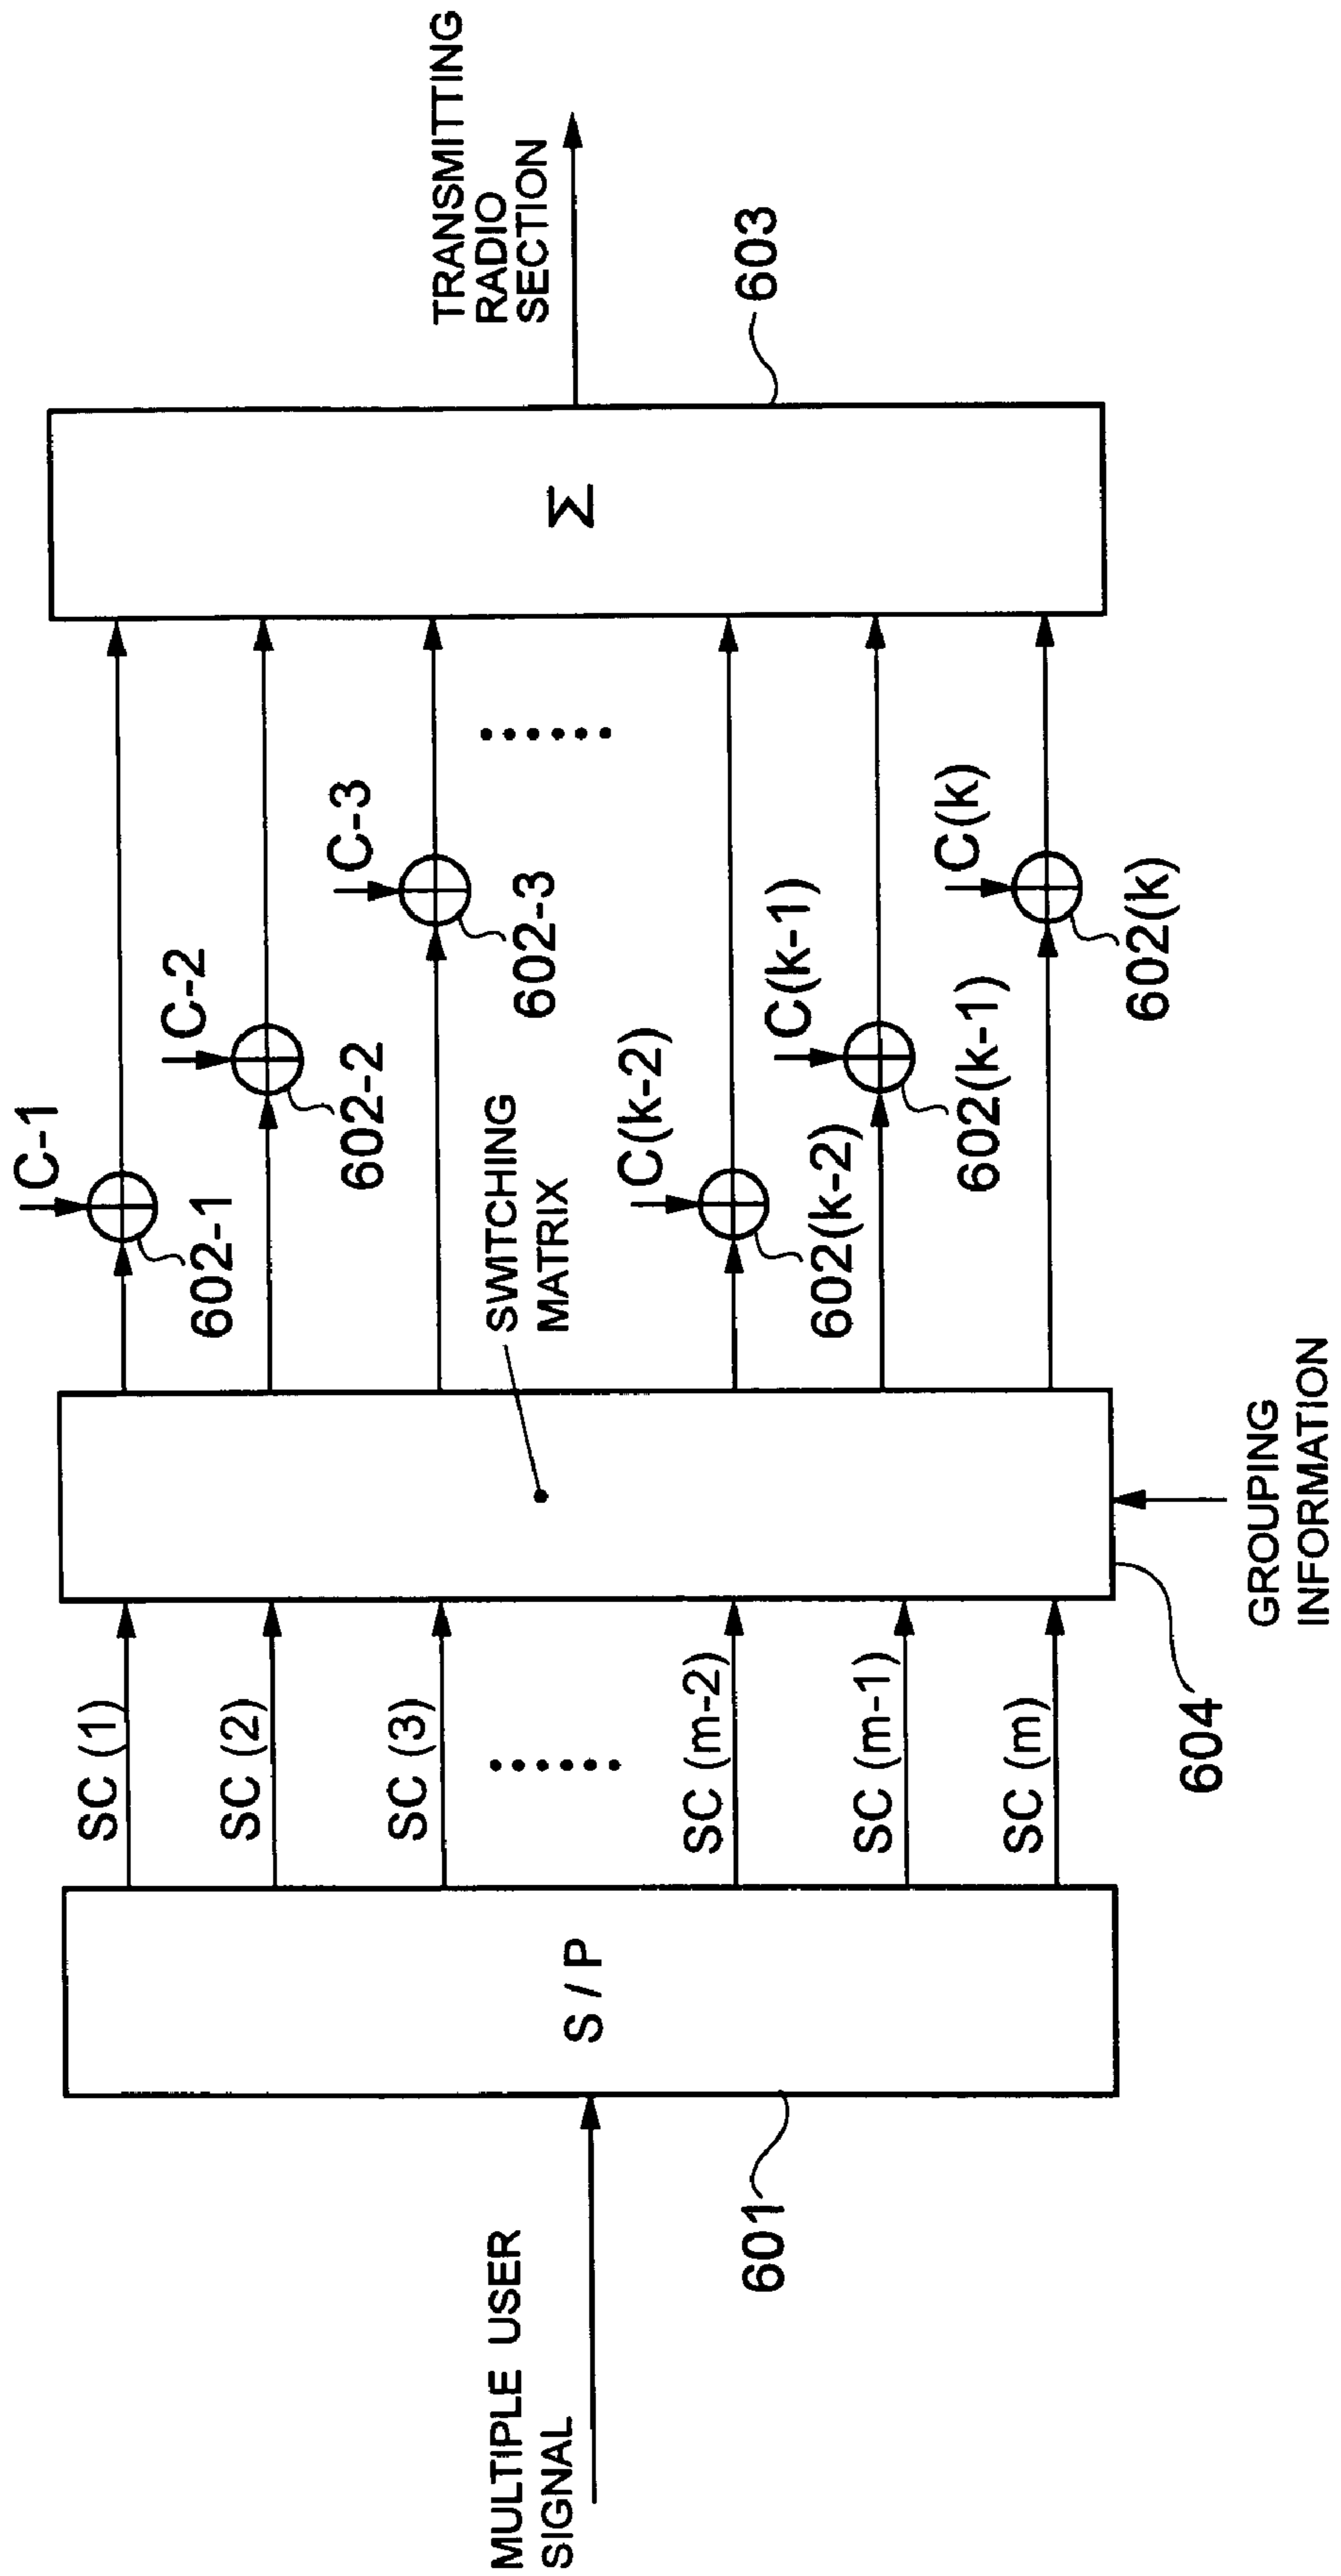 MULTIPLE USER
SIGNAL
601
S / P
SC (1)
SC (2)
SC (3)
SC (m-2)
SC (m-1)
SC (m)
604
GROUPING
INFORMATION
SWITCHING
MATRIX
C-1
602-1
C-2
602-2
C-3
602-3
C(k-2)
602(k-2)
C(k-1)
602(k-1)
C(k)
602(k)
Σ
603
TRANSMITTING
RADIO
SECTION